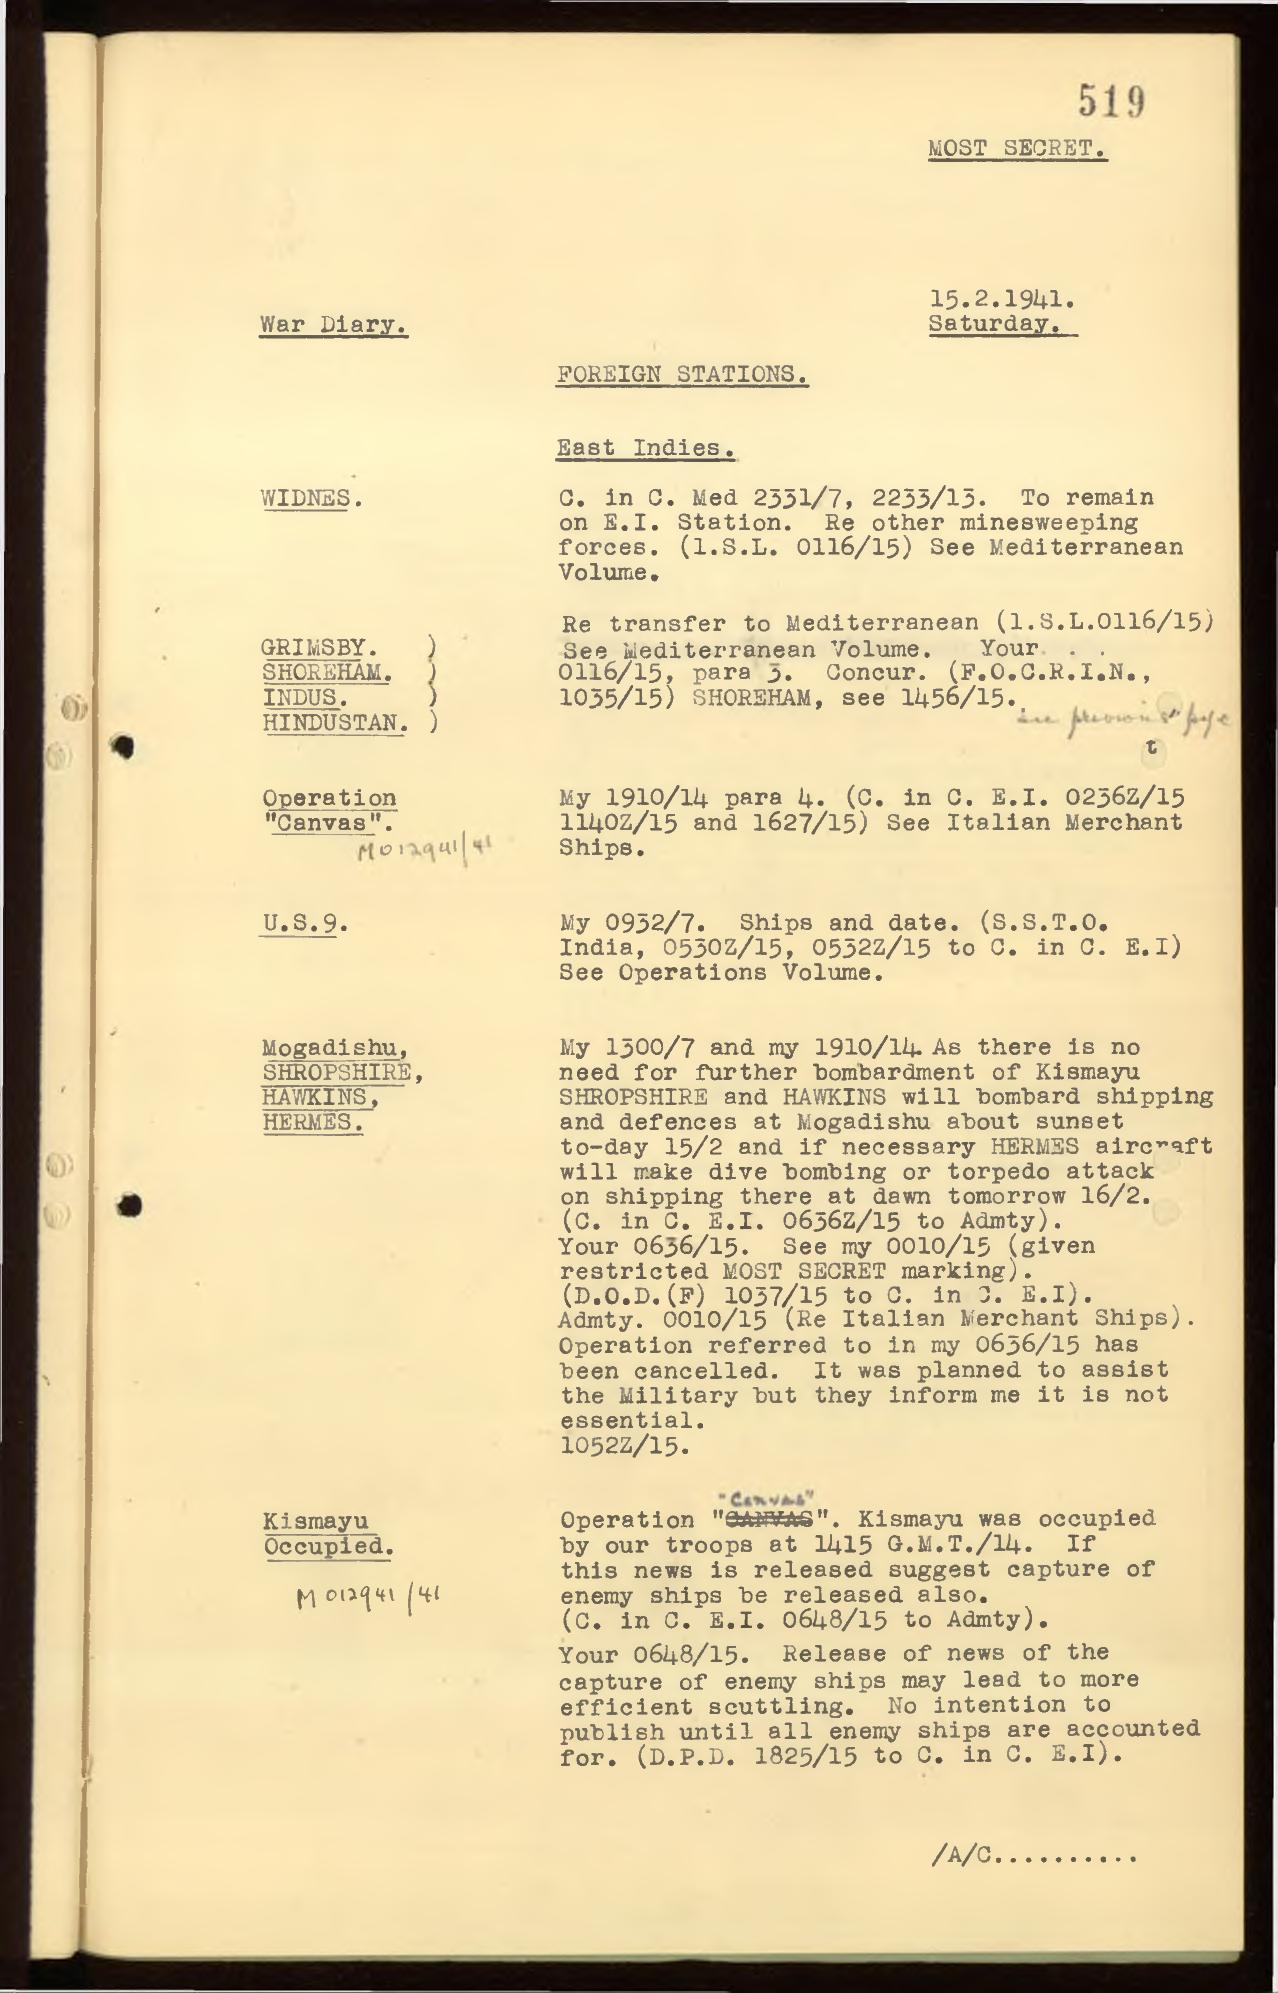 519
MOST SECRET.
15.2.1941.
War Diary.
Saturday.
FOREIGN STATIONS.
East Indies.
WIDNES.
C. in C. Med 2331/7, 2233/13. To remain
on E.I. Station. Re other minesweeping
forces. (1.S.L. 0116/15) See Mediterranean
Volume.
GRIMSBY. )
SHOREHAM. )
INDUS. )
HINDUSTAN. )
Re transfer to Mediterranean (1.S.L.0116/15)
See Mediterranean Volume. Your . .
0116/15, para 3. Concur. (F.O.C.R.I.N.,
1035/15) SHOREHAM, see 1456/15.
see previous page
t
Operation
"Canvas".
M 012941/41
My 1910/14 para 4. (C. in C. E.I. 0236Z/15
1140Z/15 and 1627/15) See Italian Merchant
Ships.
U.S.9.
My 0932/7. Ships and date. (S.S.T.O.
India, 0530Z/15, 0532Z/15 to C. in C. E.I)
See Operations Volume.
Mogadishu,
SHROPSHIRE,
HAWKINS,
HERMES.
My 1300/7 and my 1910/14. As there is no
need for further bombardment of Kismayu
SHROPSHIRE and HAWKINS will bombard shipping
and defences at Mogadishu about sunset
to-day 15/2 and if necessary HERMES aircraft
will make dive bombing or torpedo attack
on shipping there at dawn tomorrow 16/2.
(C. in C. E.I. 0636Z/15 to Admty).
Your 0636/15. See my 0010/15 (given
restricted MOST SECRET marking).
(D.O.D.(F) 1037/15 to C. in C. E.I).
Admty. 0010/15 (Re Italian Merchant Ships).
Operation referred to in my 0636/15 has
been cancelled. It was planned to assist
the Military but they inform me it is not
essential.
1052Z/15.
Kismayu
Occupied.
M 012941/41
"Canvas"
Operation "CANVAS". Kismayu was occupied
by our troops at 1415 G.M.T./14. If
this news is released suggest capture of
enemy ships be released also.
(C. in C. E.I. 0648/15 to Admty).
Your 0648/15. Release of news of the
capture of enemy ships may lead to more
efficient scuttling. No intention to
publish until all enemy ships are accounted
for. (D.P.D. 1825/15 to C. in C. E.I).
/A/C..........